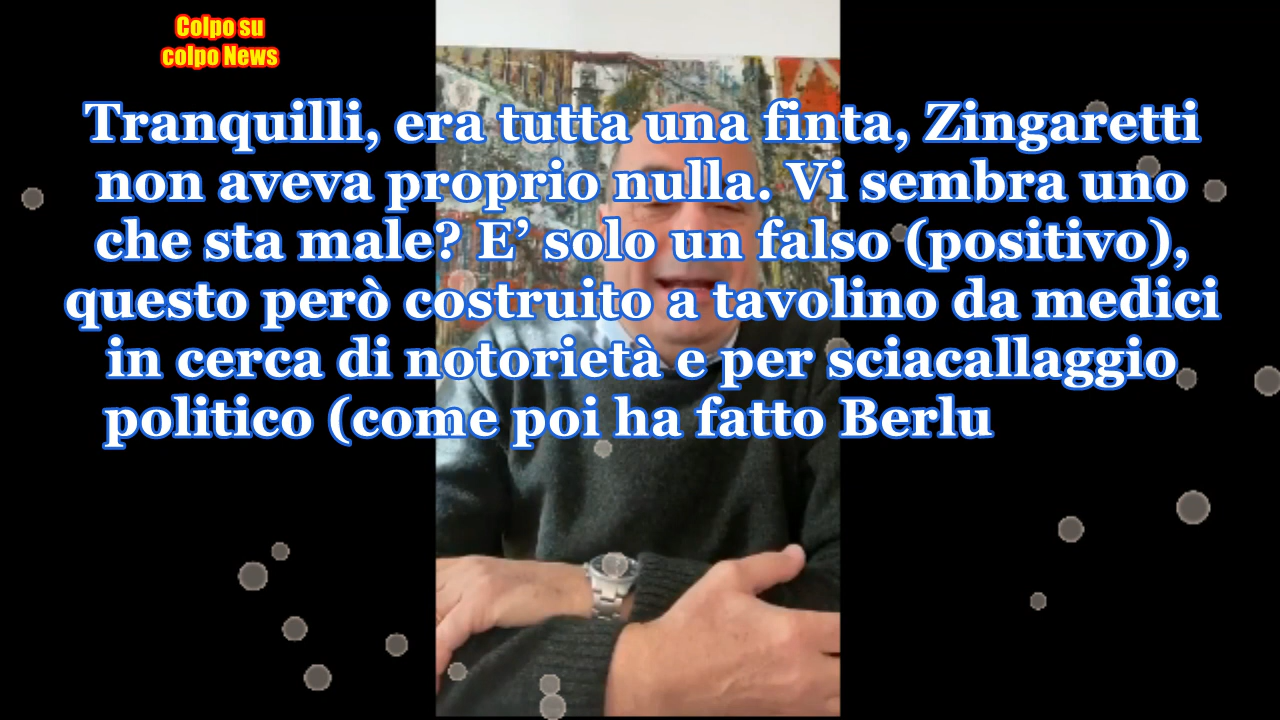 Colpo su
colpo News
Tranquilli, era tutta una finta, Zingaretti
non aveva proprio nulla. Vi sembra uno
che sta male? E’ solo un falso (positivo),
questo però costruito a tavolino da medici
in cerca di notorietà e per sciacallaggio
politico (come poi ha fatto Berlu